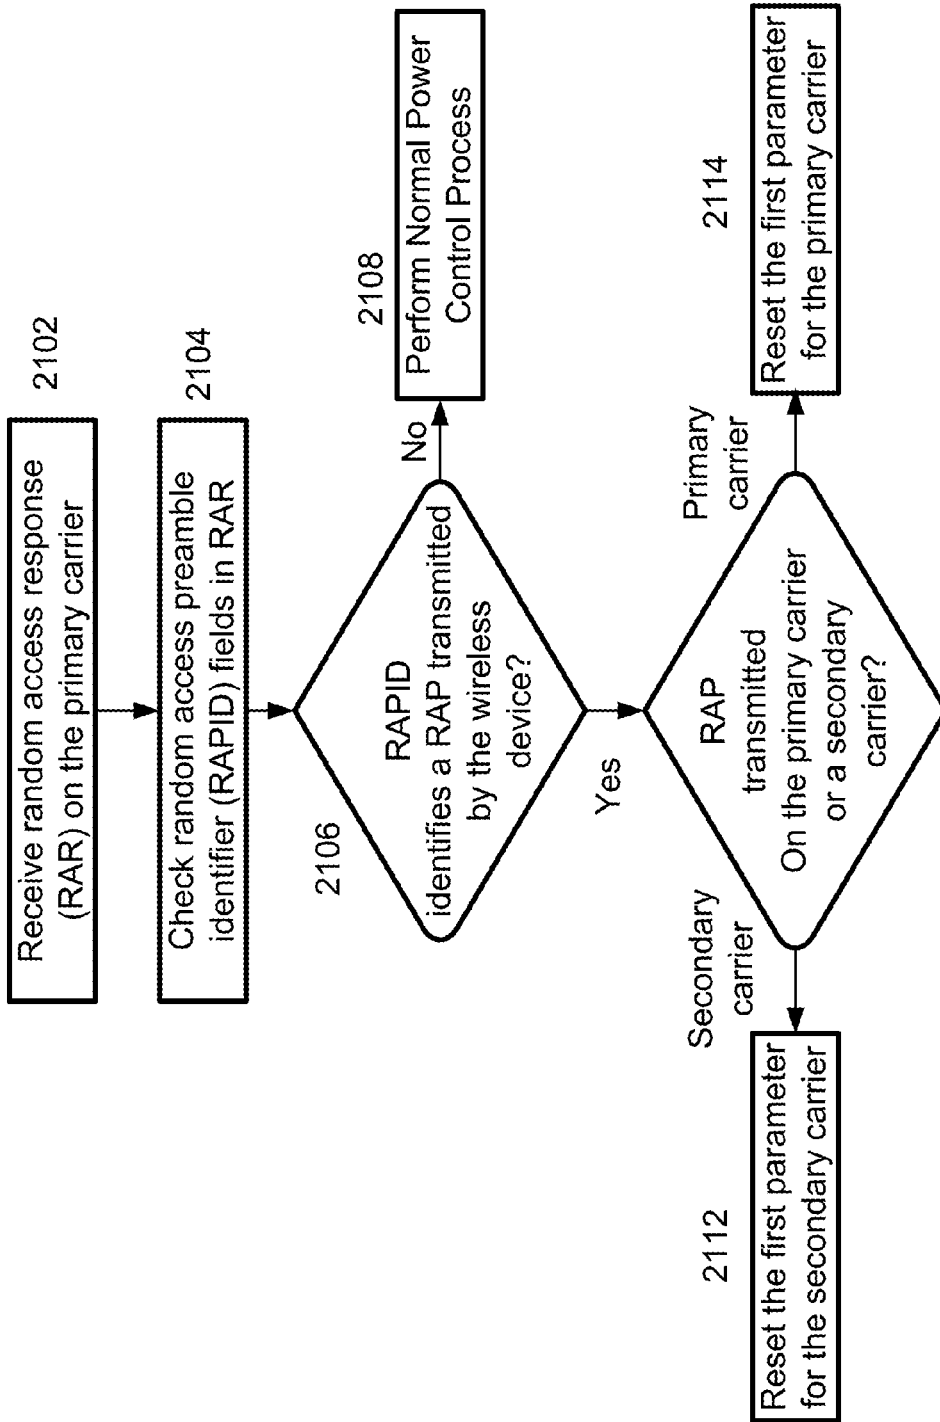 Receive random access response
(RAR) on the primary carrier
2102
Check random access preamble
identifier (RAPID) fields in RAR
2104
2106
RAPID
identifies a RAP transmitted
by the wireless
device?
No
2108
Perform Normal Power
Control Process
Yes
RAP
transmitted
On the primary carrier
or a secondary
carrier?
Secondary
carrier
Primary
carrier
2112
Reset the first parameter
for the secondary carrier
2114
Reset the first parameter
for the primary carrier